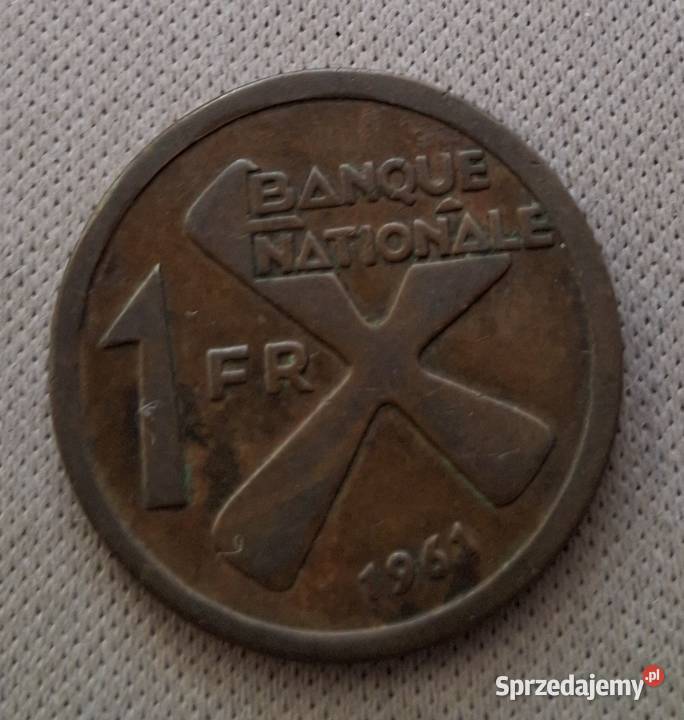 BANQUE
NATIONALE
1 FR
1961
Sprzedajemy.pl